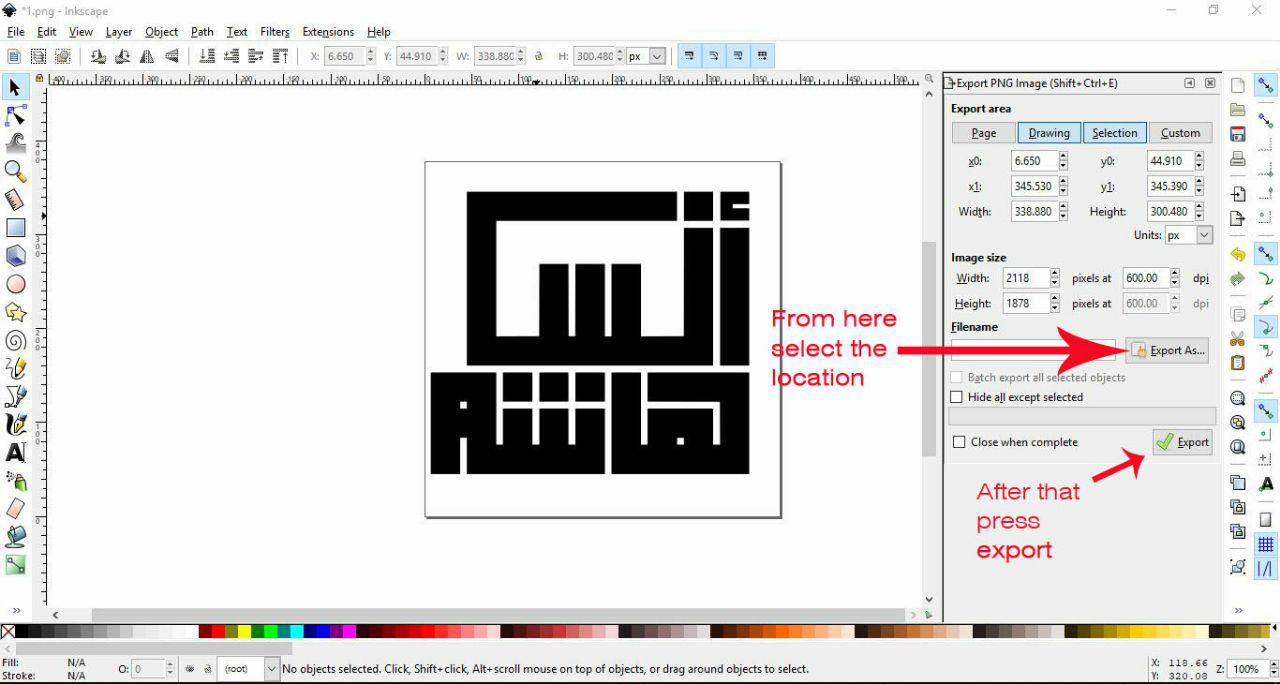 *1.png - Inkscape
File Edit View Layer Object Path Text Filters Extensions Help
X: 6.650 Y: 44.910 W: 338.880 H: 300.480 px
Export PNG Image (Shift+Ctrl+E)
Export area
Page Drawing Selection Custom
x0: 6.650 y0: 44.910
x1: 345.530 y1: 345.390
Width: 338.880 Height: 300.480
Units: px
Image size
Width: 2118 pixels at 600.00 dpi
Height: 1878 pixels at 600.00 dpi
Filename
Export As...
Batch export all selected objects
Hide all except selected
Close when complete Export
أنس
هاشم
From here
select the
location
After that
press
export
Fill: N/A
Stroke: N/A
O: 0
(root)
No objects selected. Click, Shift+click, Alt+scroll mouse on top of objects, or drag around objects to select.
X: 118.66
Y: 320.08
Z: 100%